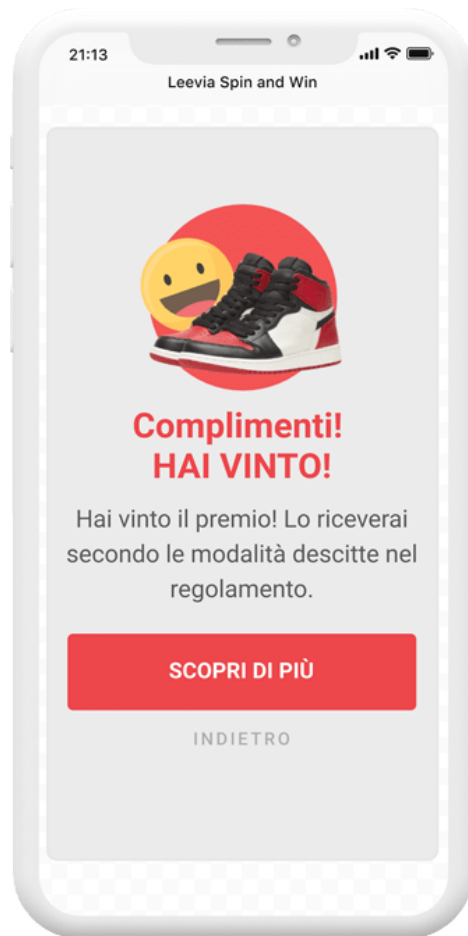 21:13
Leevia Spin and Win
Complimenti!
HAI VINTO!
Hai vinto il premio! Lo riceverai
secondo le modalità descitte nel
regolamento.
SCOPRI DI PIÙ
INDIETRO